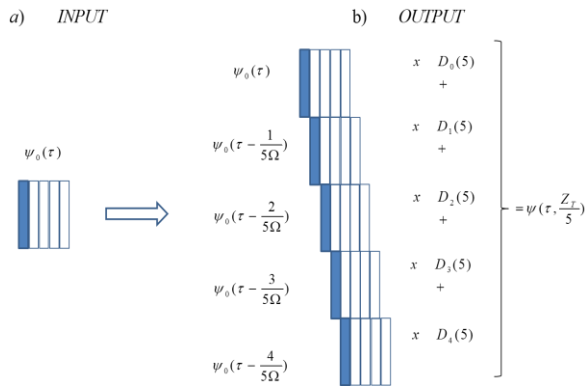 a) INPUT
b) OUTPUT
ψ₀(τ)
ψ₀(τ) x D₀(5)
+
ψ₀(τ - 1/5Ω) x D₁(5)
+
ψ₀(τ - 2/5Ω) x D₂(5)
+
ψ₀(τ - 3/5Ω) x D₃(5)
+
ψ₀(τ - 4/5Ω) x D₄(5)
= ψ(τ, Z_T/5)